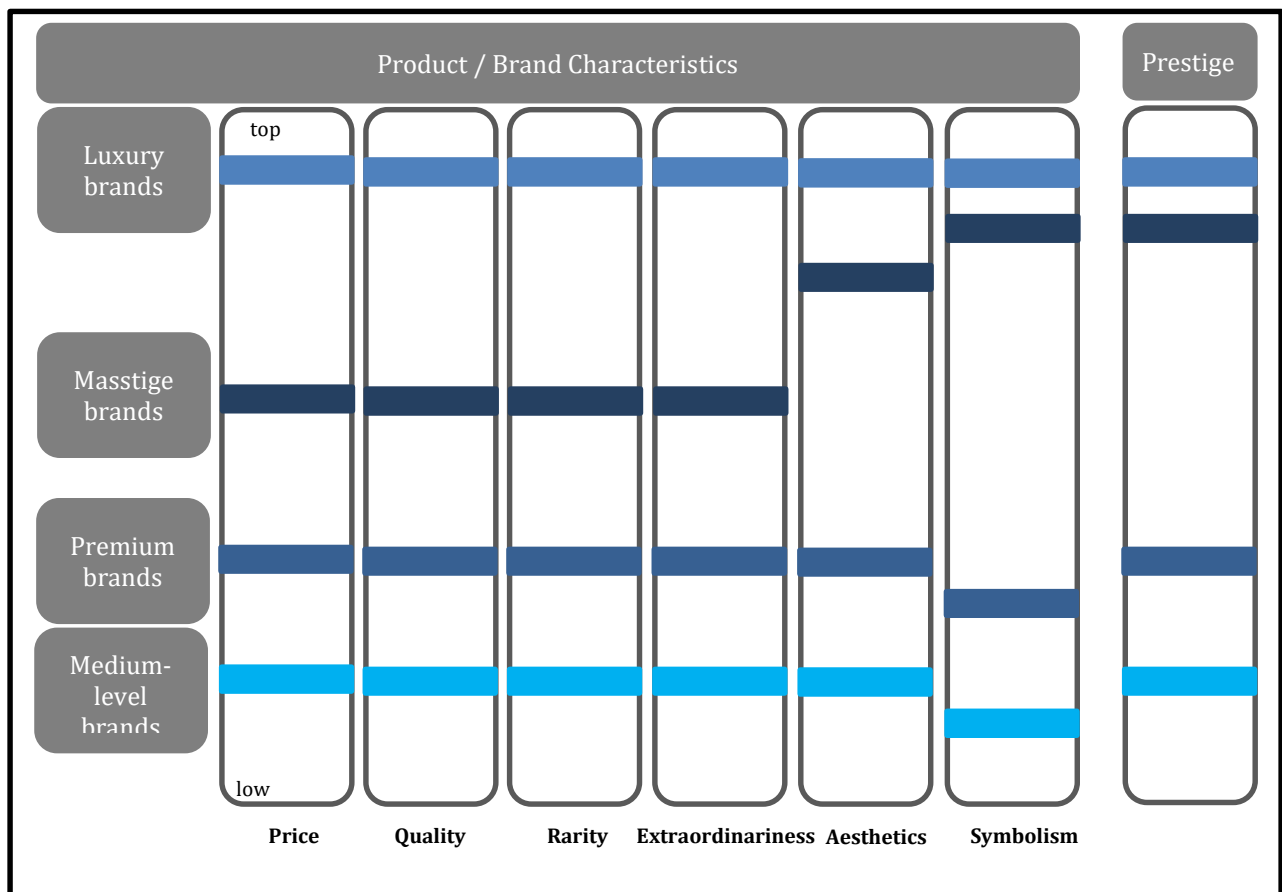 Product / Brand Characteristics
Prestige
Luxury
brands
top
Masstige
brands
Premium
brands
Medium-
level
brands
low
Price Quality Rarity Extraordinariness Aesthetics Symbolism